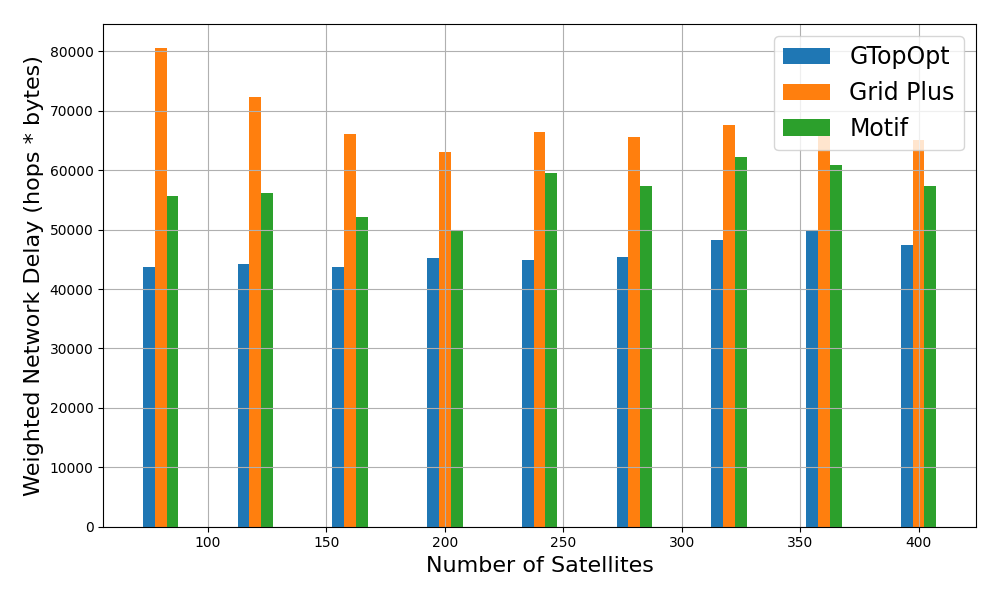 Weighted Network Delay (hops * bytes)
80000
70000
60000
50000
40000
30000
20000
10000
0
GTopOpt
Grid Plus
Motif
100 150 200 250 300 350 400
Number of Satellites